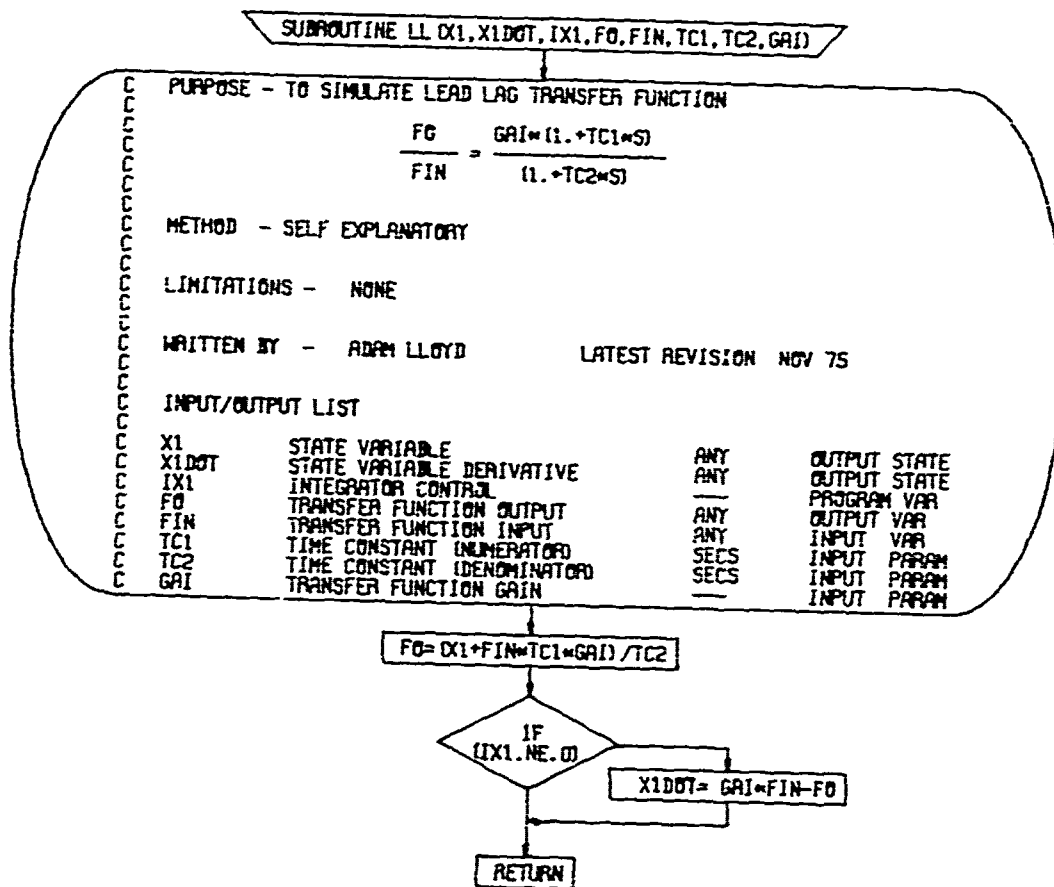 SUBROUTINE LL (X1,X1DOT,IX1,FO,FIN,TC1,TC2,GAI)
C PURPOSE - TO SIMULATE LEAD LAG TRANSFER FUNCTION
C
C
C FO GAI*(1.+TC1*S)
C =
C FIN (1.+TC2*S)
C
C
C METHOD - SELF EXPLANATORY
C
C
C LIMITATIONS - NONE
C
C
C WRITTEN BY - ADAM LLOYD LATEST REVISION NOV 75
C
C
C INPUT/OUTPUT LIST
C
C X1 STATE VARIABLE ANY OUTPUT STATE
C X1DOT STATE VARIABLE DERIVATIVE ANY OUTPUT STATE
C IX1 INTEGRATOR CONTROL --- PROGRAM VAR
C FO TRANSFER FUNCTION OUTPUT ANY OUTPUT VAR
C FIN TRANSFER FUNCTION INPUT ANY INPUT VAR
C TC1 TIME CONSTANT (NUMERATOR) SECS INPUT PARAM
C TC2 TIME CONSTANT (DENOMINATOR) SECS INPUT PARAM
C GAI TRANSFER FUNCTION GAIN --- INPUT PARAM
FO=(X1+FIN*TC1*GAI)/TC2
IF
(IX1.NE.0)
X1DOT= GAI*FIN-FO
RETURN